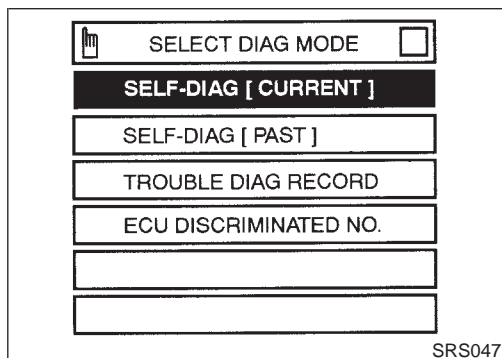 SELECT DIAG MODE
SELF-DIAG [ CURRENT ]
SELF-DIAG [ PAST ]
TROUBLE DIAG RECORD
ECU DISCRIMINATED NO.
SRS047